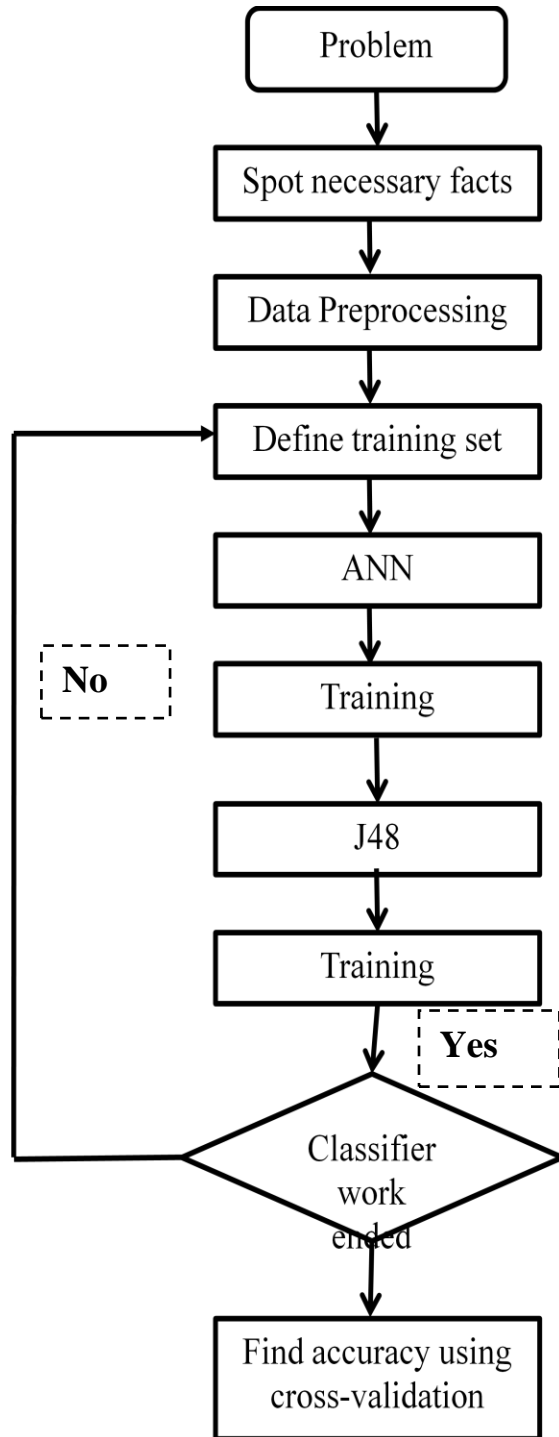 Problem
Spot necessary facts
Data Preprocessing
Define training set
ANN
No
Training
J48
Training
Yes
Classifier
work
ended
Find accuracy using
cross-validation